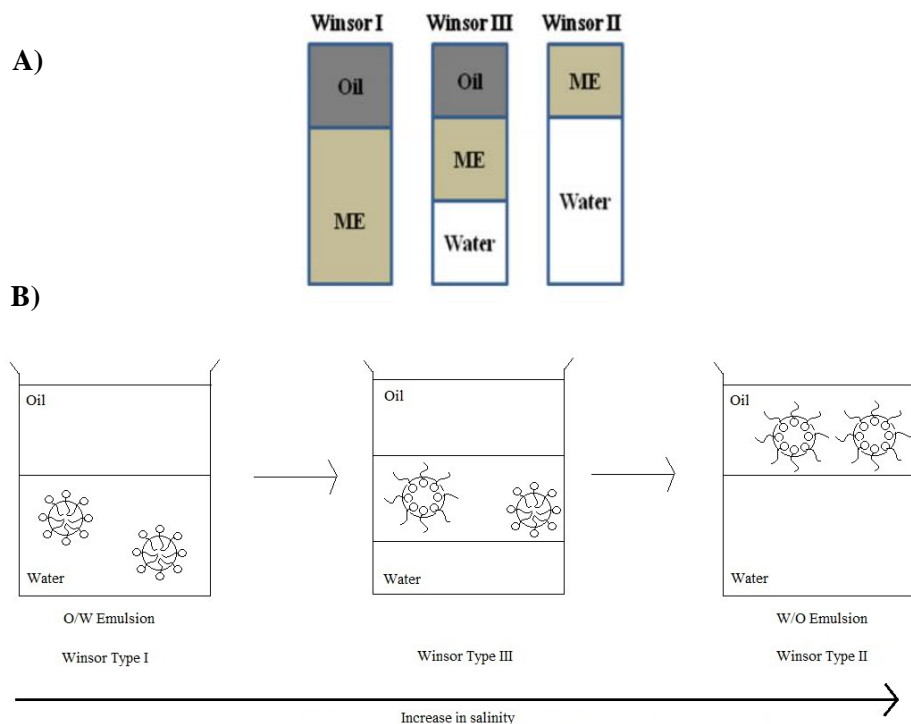 A)
Winsor I
Winsor III
Winsor II
Oil
Oil
ME
ME
ME
Water
Water
B)
Oil
Oil
Oil
Water
Water
Water
O/W Emulsion
W/O Emulsion
Winsor Type I
Winsor Type III
Winsor Type II
Increase in salinity